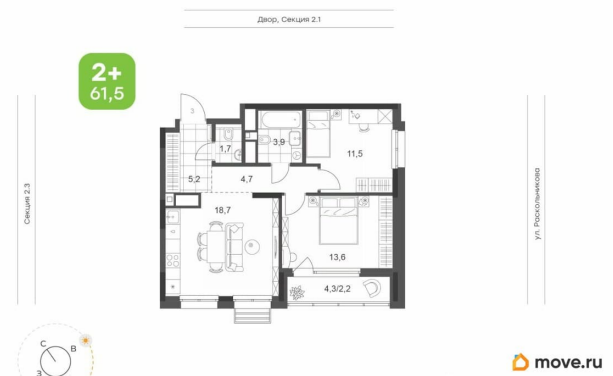 Двор, Секция 2.1
2+
61,5
3
1,7
3,9
11,5
5,2
4,7
18,7
13,6
4,3/2,2
Секция 2.3
ул. Раскольниково
С
В
З
move.ru